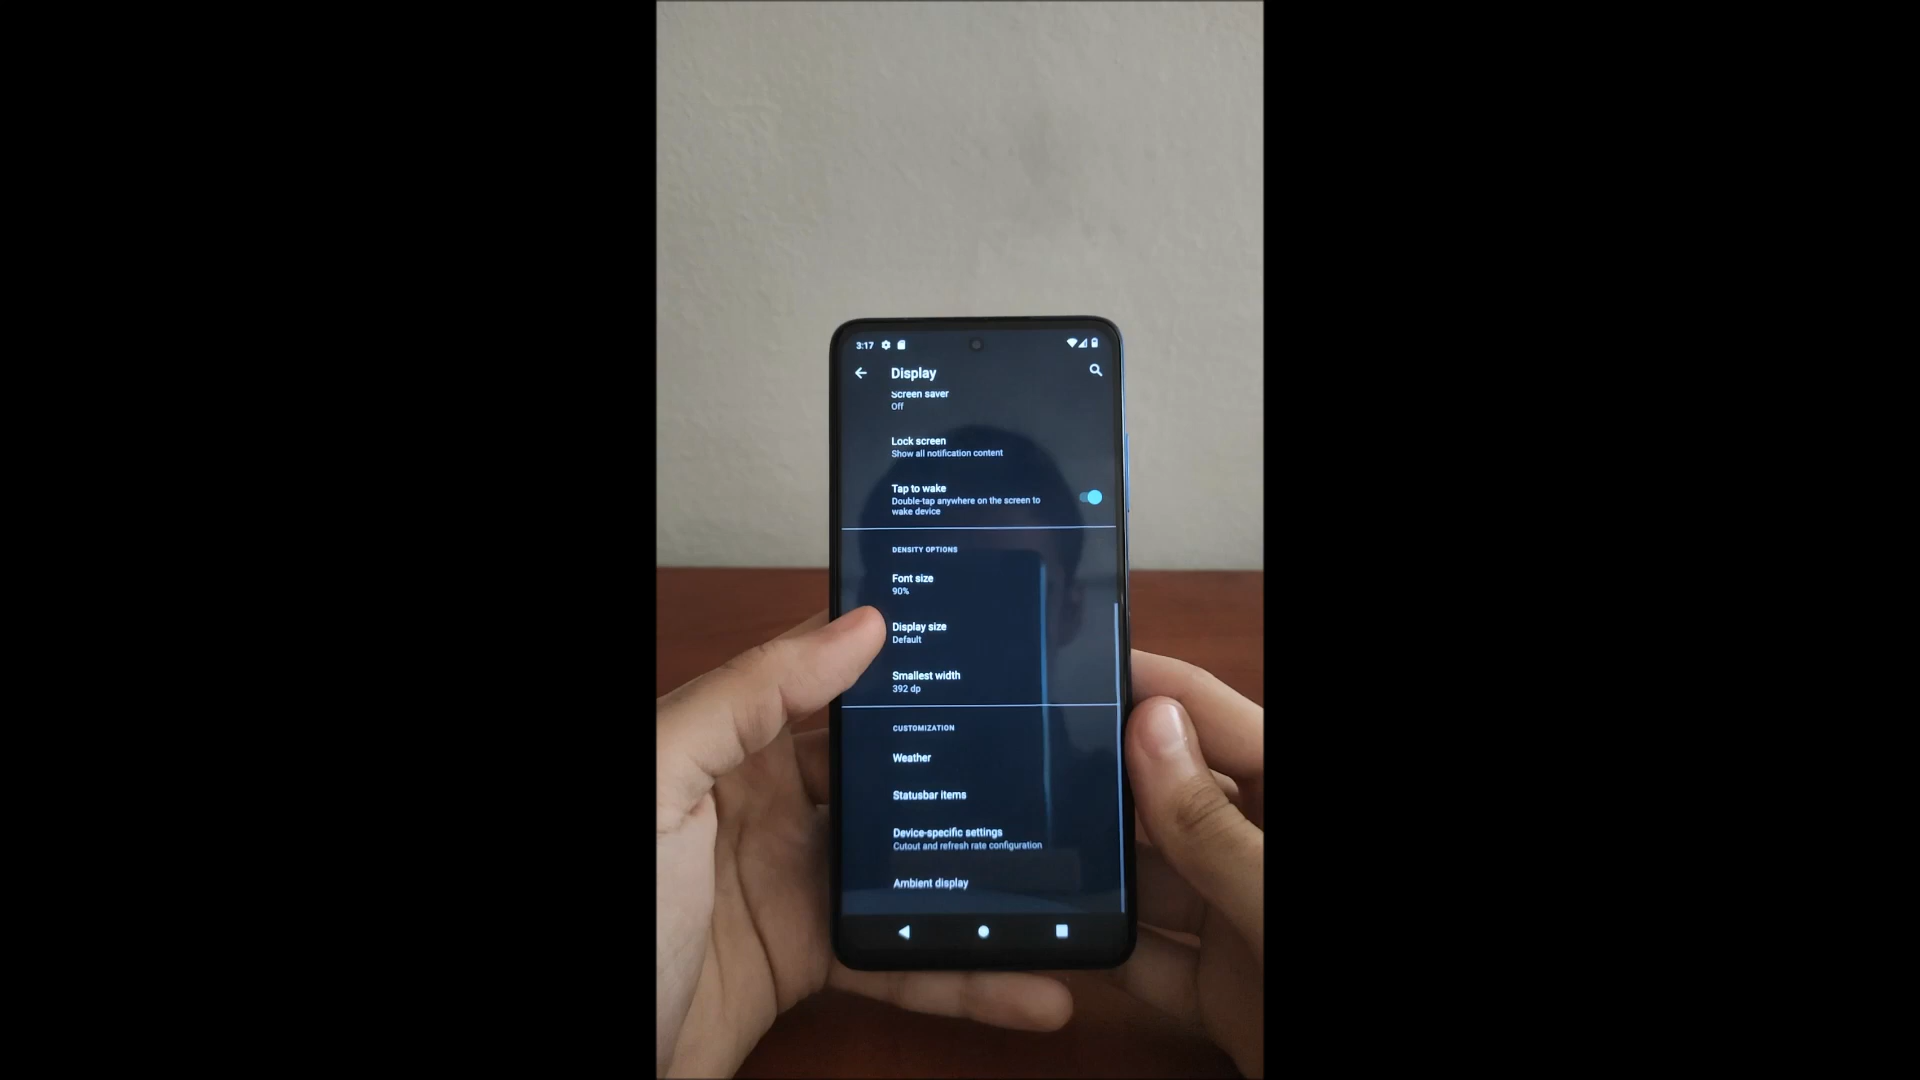 3:17
Display
Screen saver
Off
Lock screen
Show all notification content
Tap to wake
Double-tap anywhere on the screen to
wake device
DENSITY OPTIONS
Font size
90%
Display size
Default
Smallest width
392 dp
CUSTOMIZATION
Weather
Statusbar items
Device-specific settings
Cutout and refresh rate configuration
Ambient display